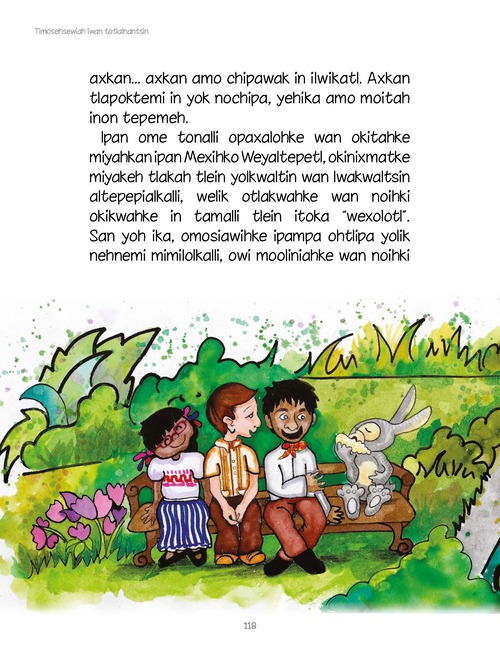 Timosehsewiah iwan totlalnantsin
axkan... axkan amo chipawak in ilwikatl. Axkan
tlapoktemi in yok nochipa, yehika amo moitah
inon tepemeh.
Ipan ome tonalli opaxalohke wan okitahke
miyahkan ipan Mexihko Weyaltepetl, okinixmatke
miyakeh tlakah tlein yolkwaltin wan lwakwaltsin
altepepialkalli, welik otlakwahke wan noihki
okikwahke in tamalli tlein itoka "wexolotl".
San yoh ika, omosiawihke ipampa ohtlipa yolik
nehnemi mimilolkalli, owi mooliniahke wan noihki
118